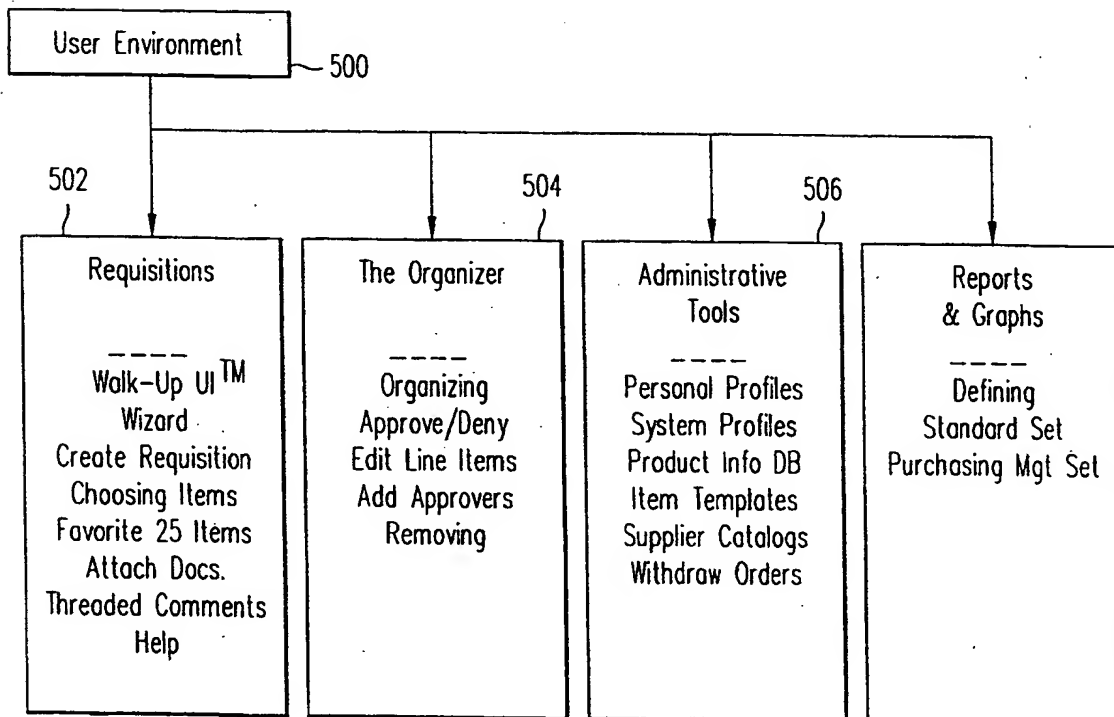 User Environment
500
502
504
506
Requisitions
----
Walk-Up UI™
Wizard
Create Requisition
Choosing Items
Favorite 25 Items
Attach Docs.
Threaded Comments
Help
The Organizer
----
Organizing
Approve/Deny
Edit Line Items
Add Approvers
Removing
Administrative
Tools
----
Personal Profiles
System Profiles
Product Info DB
Item Templates
Supplier Catalogs
Withdraw Orders
Reports
& Graphs
----
Defining
Standard Set
Purchasing Mgt Set